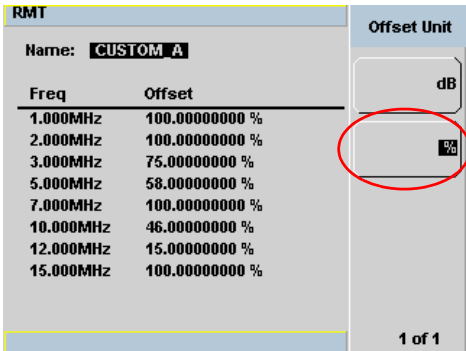 RMT
Name: CUSTOM_A
Freq Offset
1.000MHz 100.00000000 %
2.000MHz 100.00000000 %
3.000MHz 75.00000000 %
5.000MHz 58.00000000 %
7.000MHz 100.00000000 %
10.000MHz 46.00000000 %
12.000MHz 15.00000000 %
15.000MHz 100.00000000 %
Offset Unit
dB
%
1 of 1